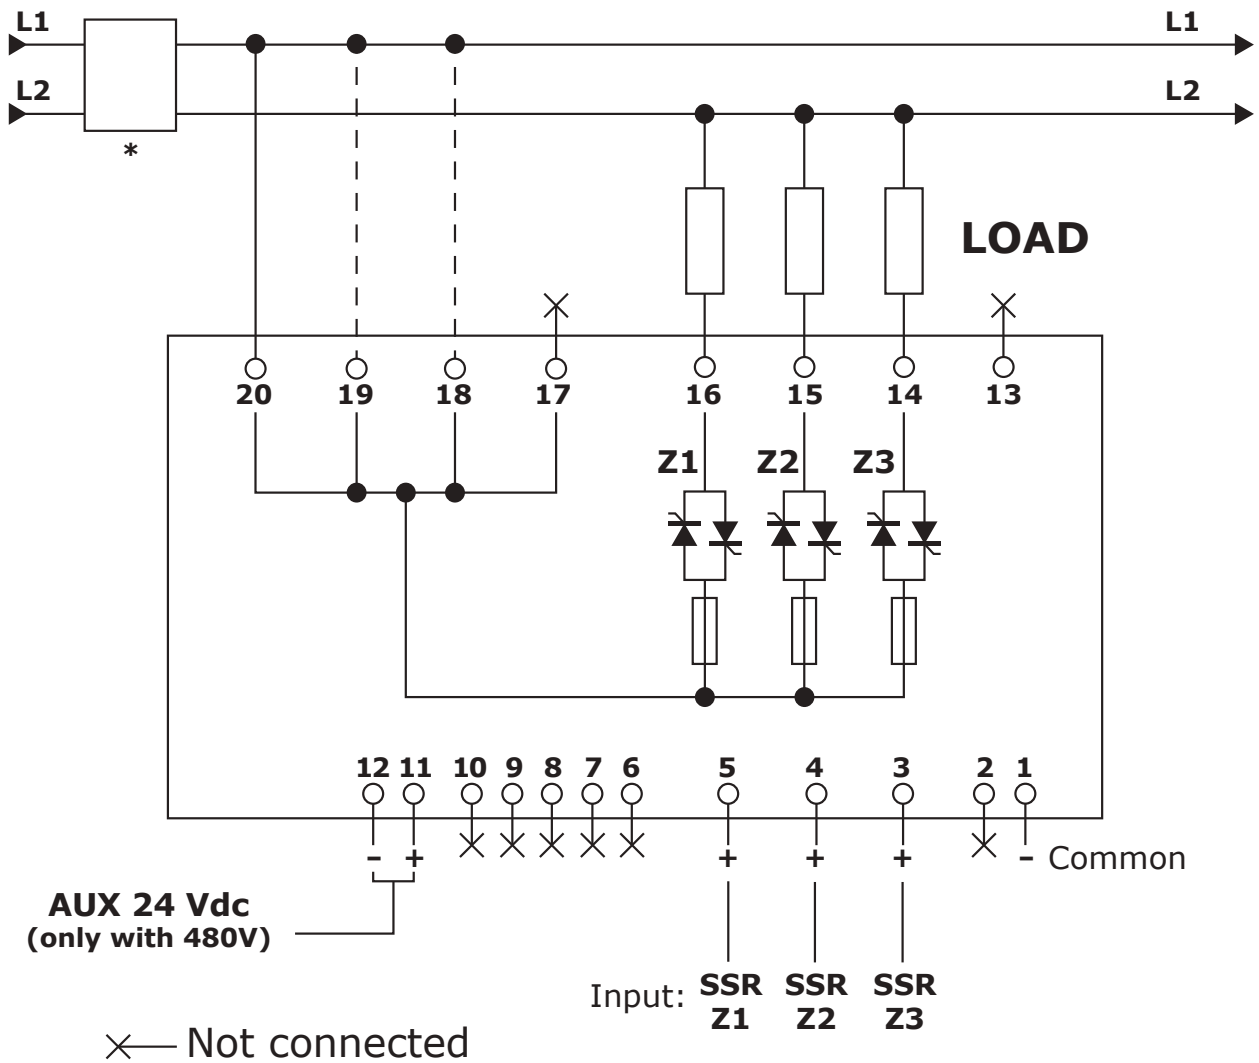 L1
L1
L2
L2
*
LOAD
20 19 18 17 16 15 14 13
Z1 Z2 Z3
12 11 10 9 8 7 6 5 4 3 2 1
- + + + + - Common
AUX 24 Vdc
(only with 480V)
Input: SSR SSR SSR
Z1 Z2 Z3
Not connected